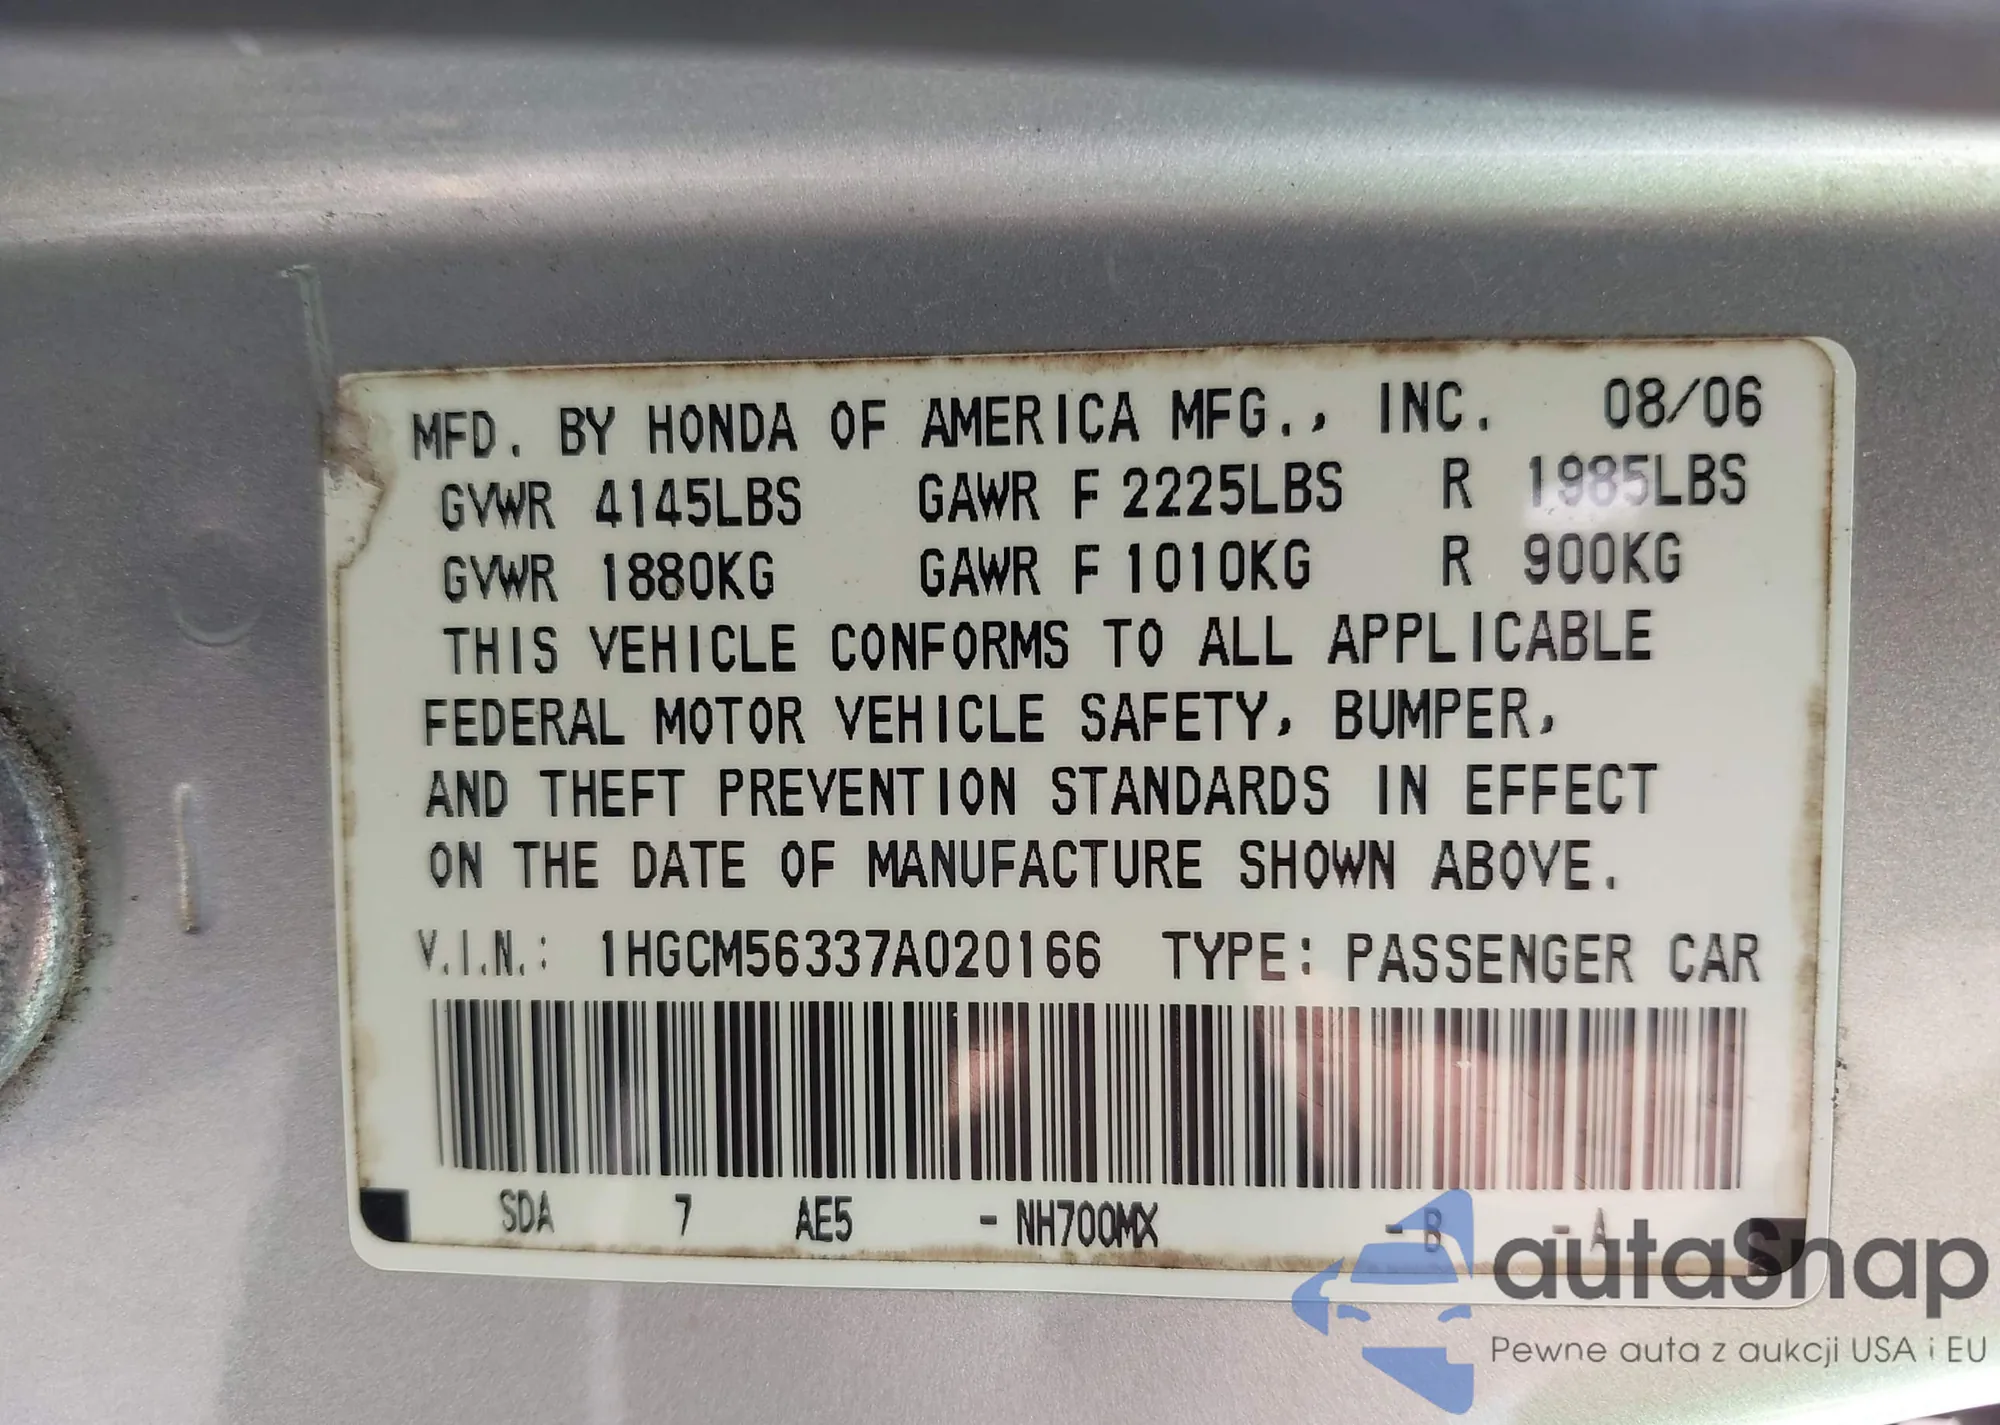 MFD. BY HONDA OF AMERICA MFG., INC. 08/06
GVWR 4145LBS GAWR F 2225LBS R 1985LBS
GVWR 1880KG GAWR F 1010KG R 900KG
THIS VEHICLE CONFORMS TO ALL APPLICABLE
FEDERAL MOTOR VEHICLE SAFETY, BUMPER,
AND THEFT PREVENTION STANDARDS IN EFFECT
ON THE DATE OF MANUFACTURE SHOWN ABOVE.
V.I.N.: 1HGCM56337A020166 TYPE: PASSENGER CAR
SDA 7 AE5 - NH700MX - B - A
autaSnap
Pewne auta z aukcji USA i EU